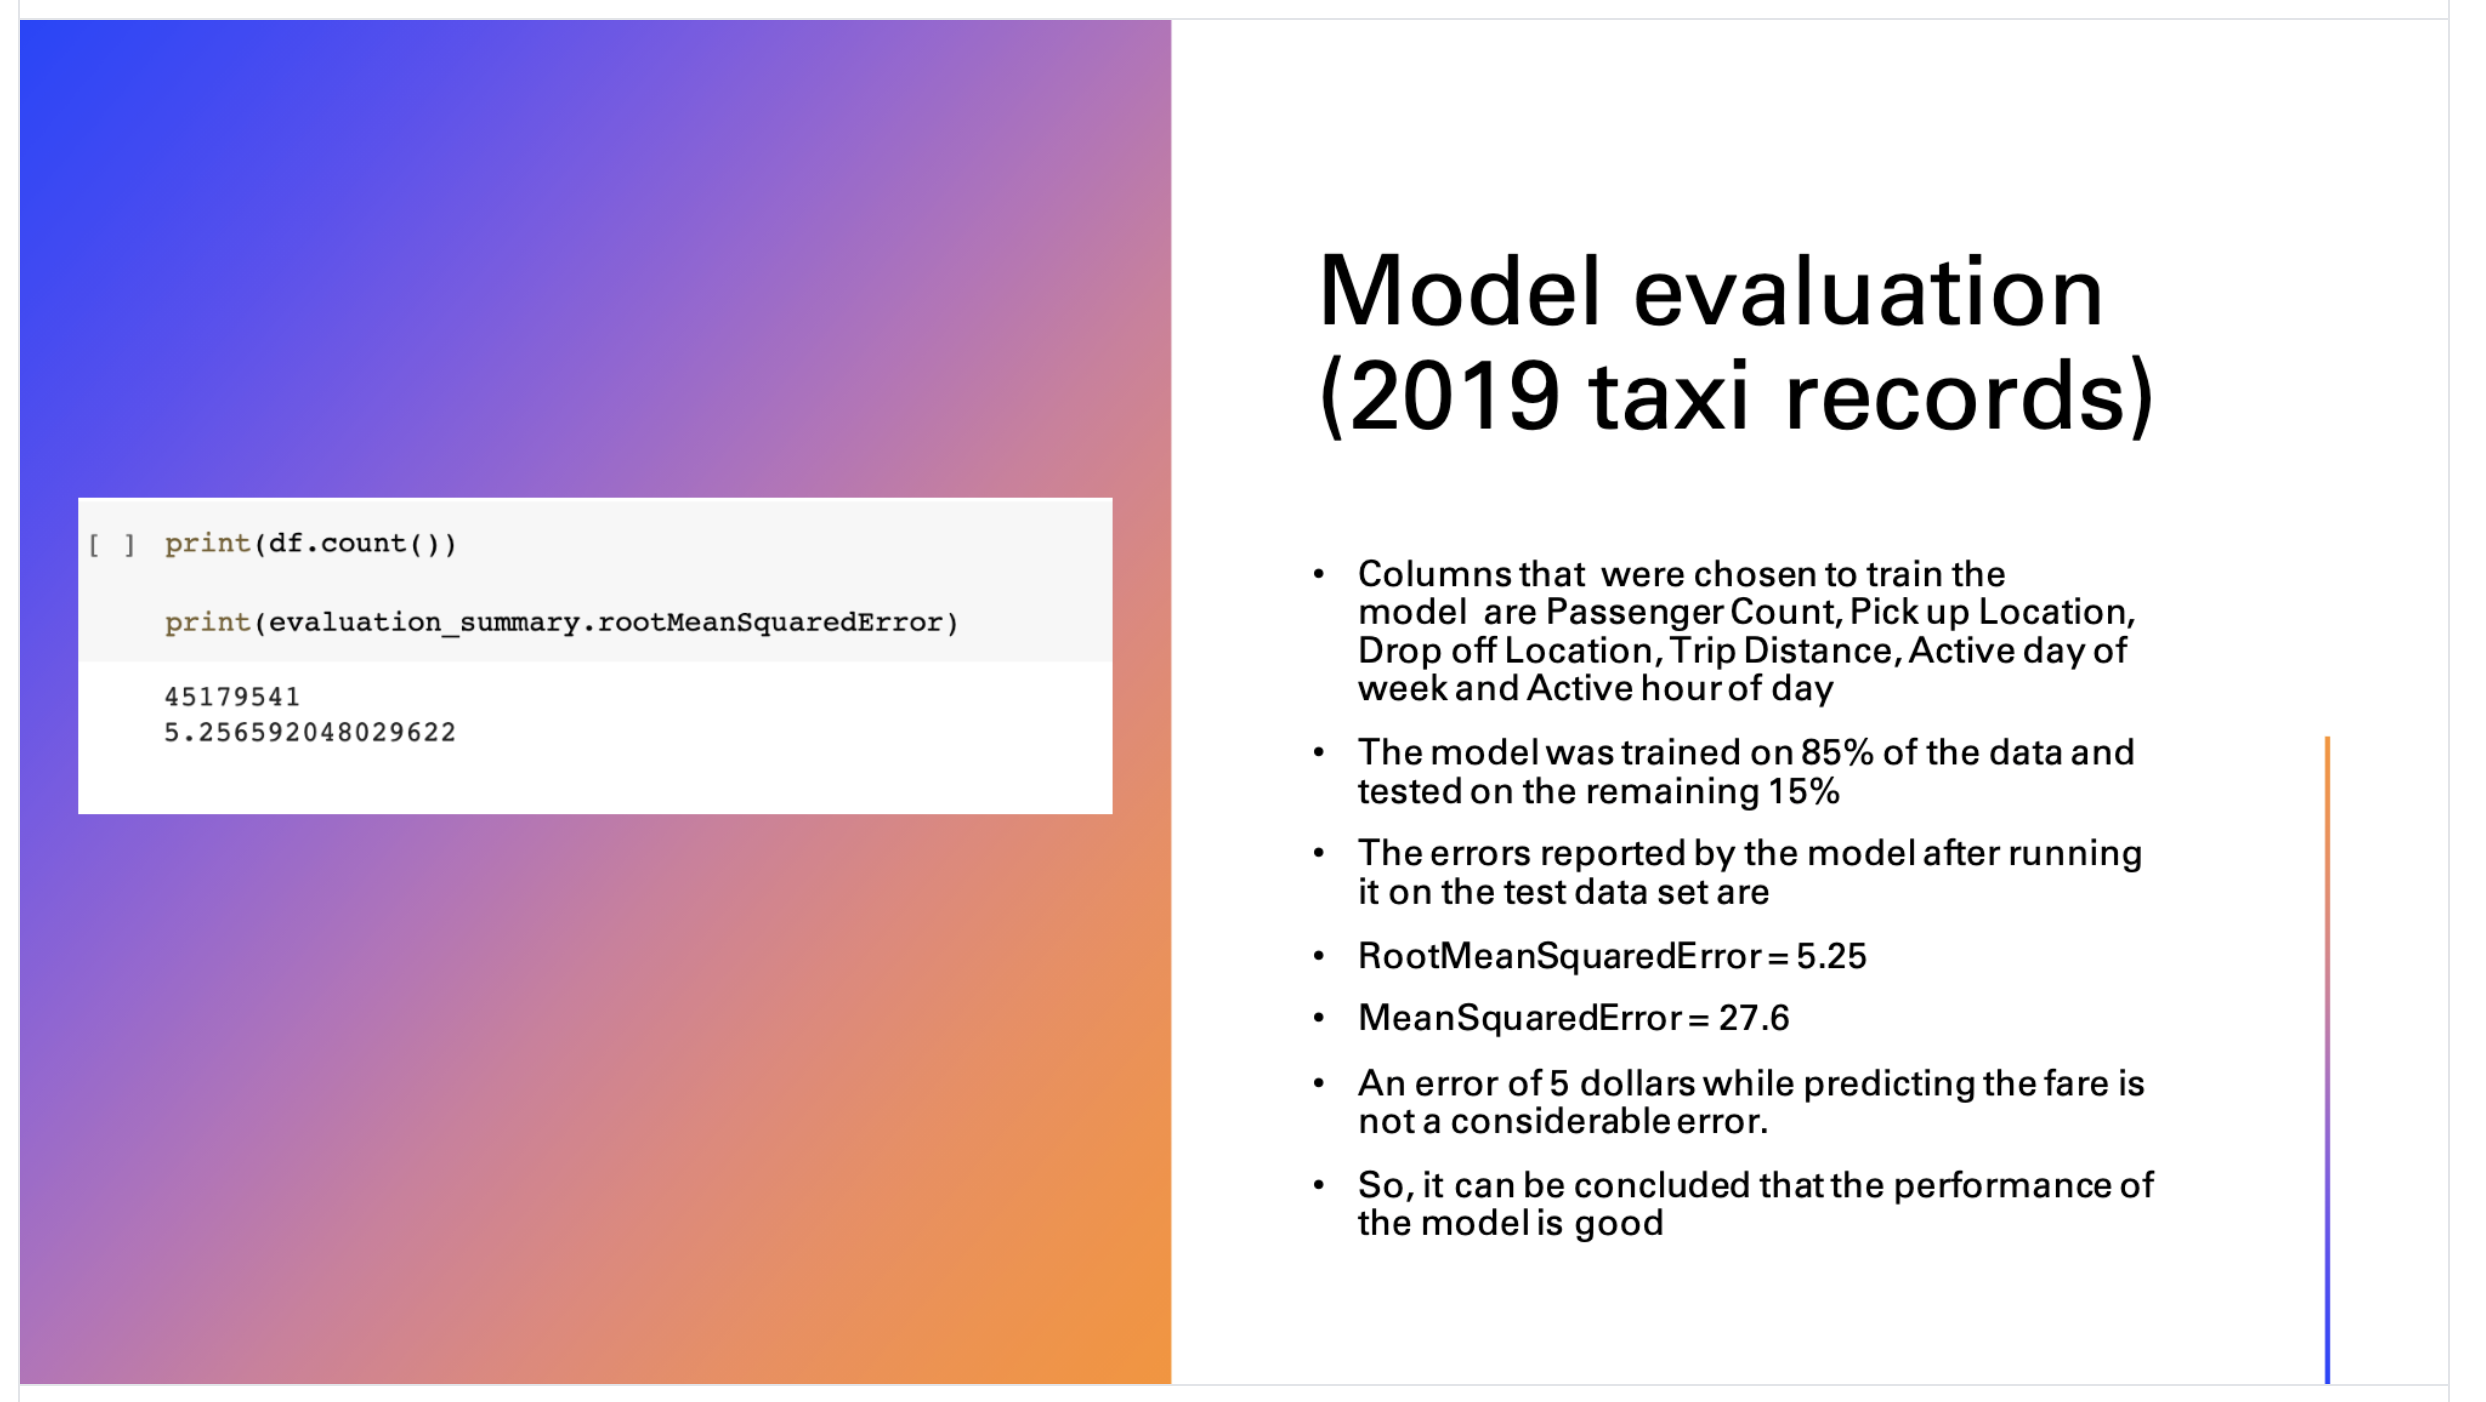 [ ] print(df.count())
print(evaluation_summary.rootMeanSquaredError)
45179541
5.256592048029622
Model evaluation
(2019 taxi records)
• Columns that were chosen to train the
model are Passenger Count, Pick up Location,
Drop off Location, Trip Distance, Active day of
week and Active hour of day
• The model was trained on 85% of the data and
tested on the remaining 15%
• The errors reported by the model after running
it on the test data set are
• RootMeanSquaredError = 5.25
• MeanSquaredError = 27.6
• An error of 5 dollars while predicting the fare is
not a considerable error.
• So, it can be concluded that the performance of
the model is good